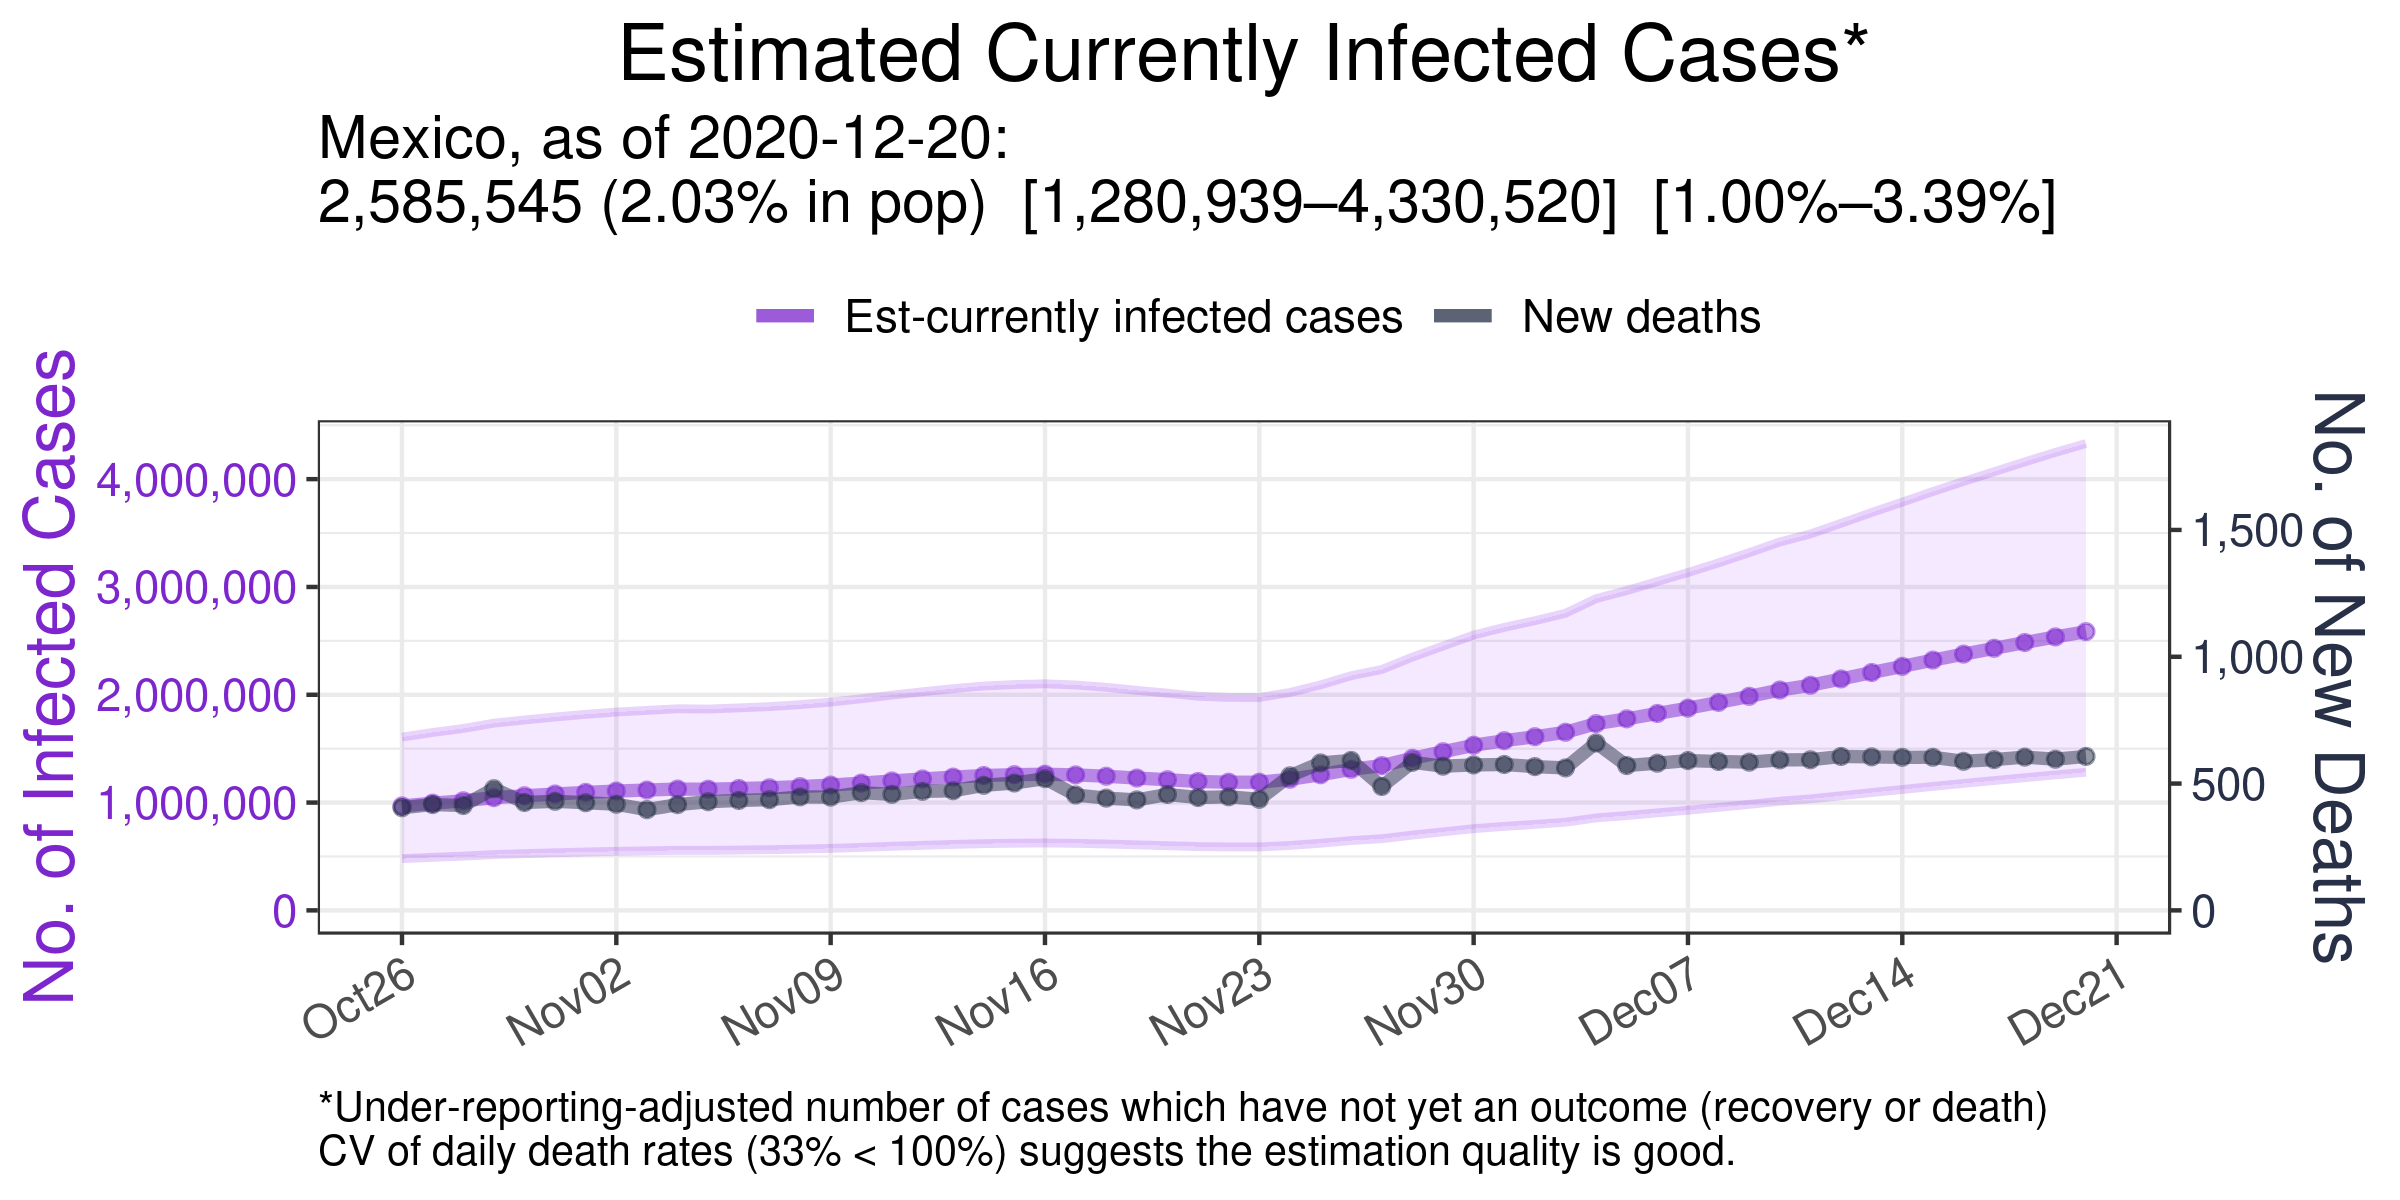 Estimated Currently Infected Cases*
Mexico, as of 2020-12-20:
2,585,545 (2.03% in pop)  [1,280,939–4,330,520]  [1.00%–3.39%]
Est-currently infected cases
New deaths
No. of Infected Cases
4,000,000
3,000,000
2,000,000
1,000,000
0
1,500
1,000
500
0
No. of New Deaths
Oct26
Nov02
Nov09
Nov16
Nov23
Nov30
Dec07
Dec14
Dec21
*Under-reporting-adjusted number of cases which have not yet an outcome (recovery or death)
CV of daily death rates (33% < 100%) suggests the estimation quality is good.